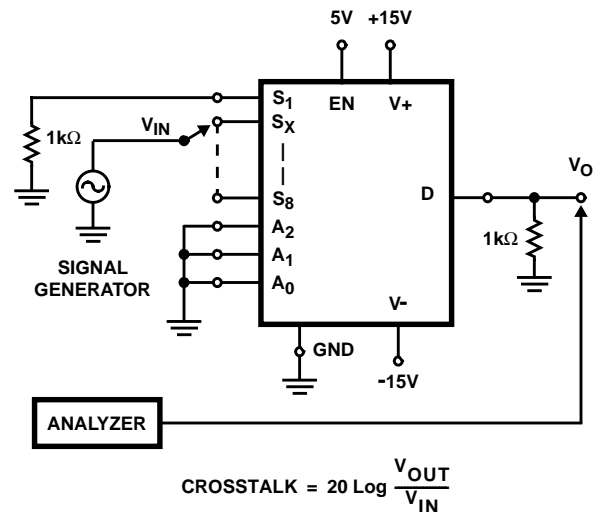 5V +15V
S1 EN V+
1kΩ VIN SX
VO
S8 D
A2 1kΩ
SIGNAL A1
GENERATOR A0
V-
GND
-15V
ANALYZER
CROSSTALK = 20 Log VOUT
VIN